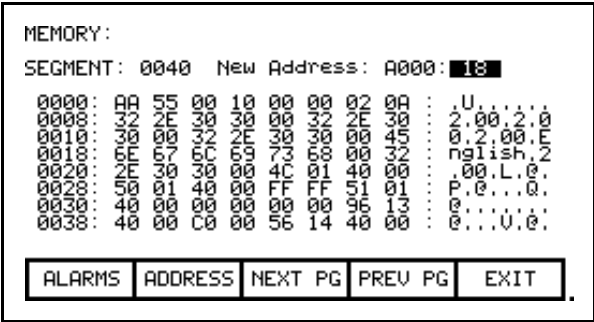 MEMORY:
SEGMENT: 0040 New Address: A000:18
0000: AA 55 00 10 00 00 02 0A : .U......
0008: 32 2E 30 30 00 32 2E 30 : 2.00.2.0
0010: 30 00 32 2E 30 30 00 45 : 0.2.00.E
0018: 6E 67 6C 69 73 68 00 32 : nglish.2
0020: 2E 30 30 00 4C 01 40 00 : .00.L.@.
0028: 50 01 40 00 FF FF 51 01 : P.@...Q.
0030: 40 00 00 00 00 00 96 13 : @.......
0038: 40 00 C0 00 56 14 40 00 : @...V.@.
ALARMS ADDRESS NEXT PG PREV PG EXIT